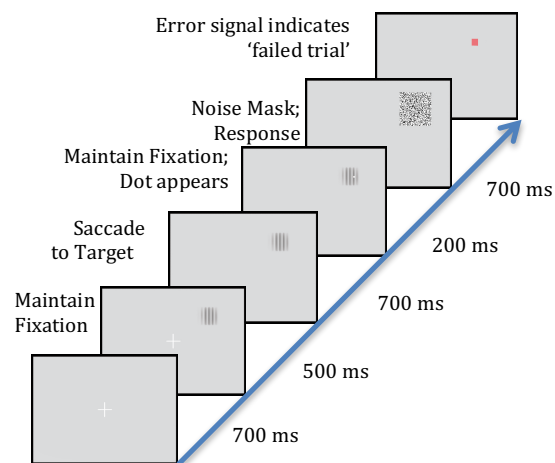 Error signal indicates
‘failed trial’
Noise Mask;
Response
Maintain Fixation;
Dot appears
Saccade
to Target
Maintain
Fixation
700 ms
200 ms
700 ms
500 ms
700 ms